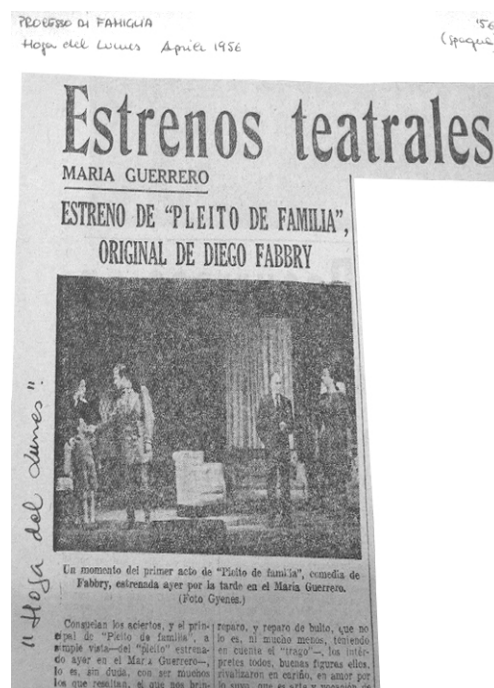 PROCESSO DI FAMIGLIA '56
Hoja del Lunes Aprile 1956 (Spagna)
Estrenos teatrales
MARIA GUERRERO
ESTRENO DE “PLEITO DE FAMILIA”,
ORIGINAL DE DIEGO FABBRY
"Hoja del Lunes".
Un momento del primer acto de “Pleito de familia”, comedia de
Fabbry, estrenada ayer por la tarde en el María Guerrero.
(Foto Gyenes.)
Consuelan los aciertos, y el prin-
cipal de “Pleito de familia”, a
simple vista—del “pleito” estrena-
do ayer en el María Guerrero—,
lo es, sin duda, con ser muchos
los que resaltan, el que nos brin-
reparo, y reparo de bulto, que no
lo es, ni mucho menos, teniendo
en cuenta el “trago”—, los intér-
pretes todos, buenas figuras ellos,
rivalizaron en cariño, en amor por